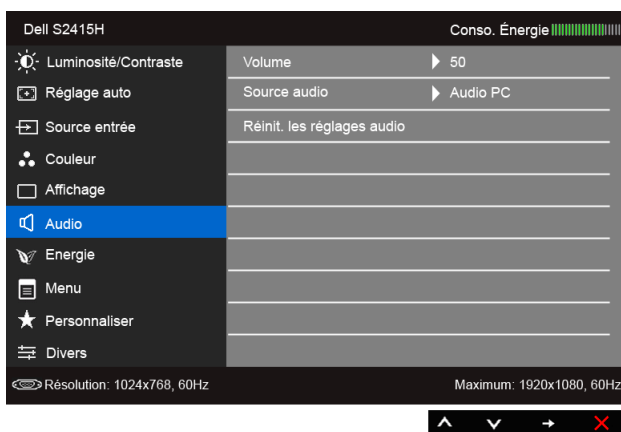 Dell S2415H Conso. Énergie
Luminosité/Contraste Volume 50
Réglage auto Source audio Audio PC
Source entrée Réinit. les réglages audio
Couleur
Affichage
Audio
Energie
Menu
Personnaliser
Divers
Résolution: 1024x768, 60Hz Maximum: 1920x1080, 60Hz